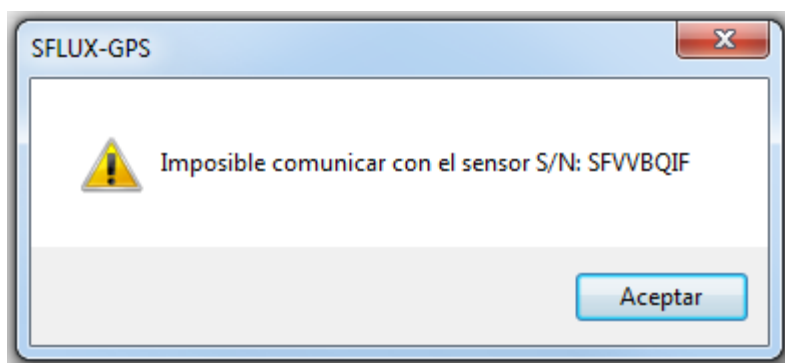 SFLUX-GPS
Imposible comunicar con el sensor S/N: SFVVBQIF
Aceptar